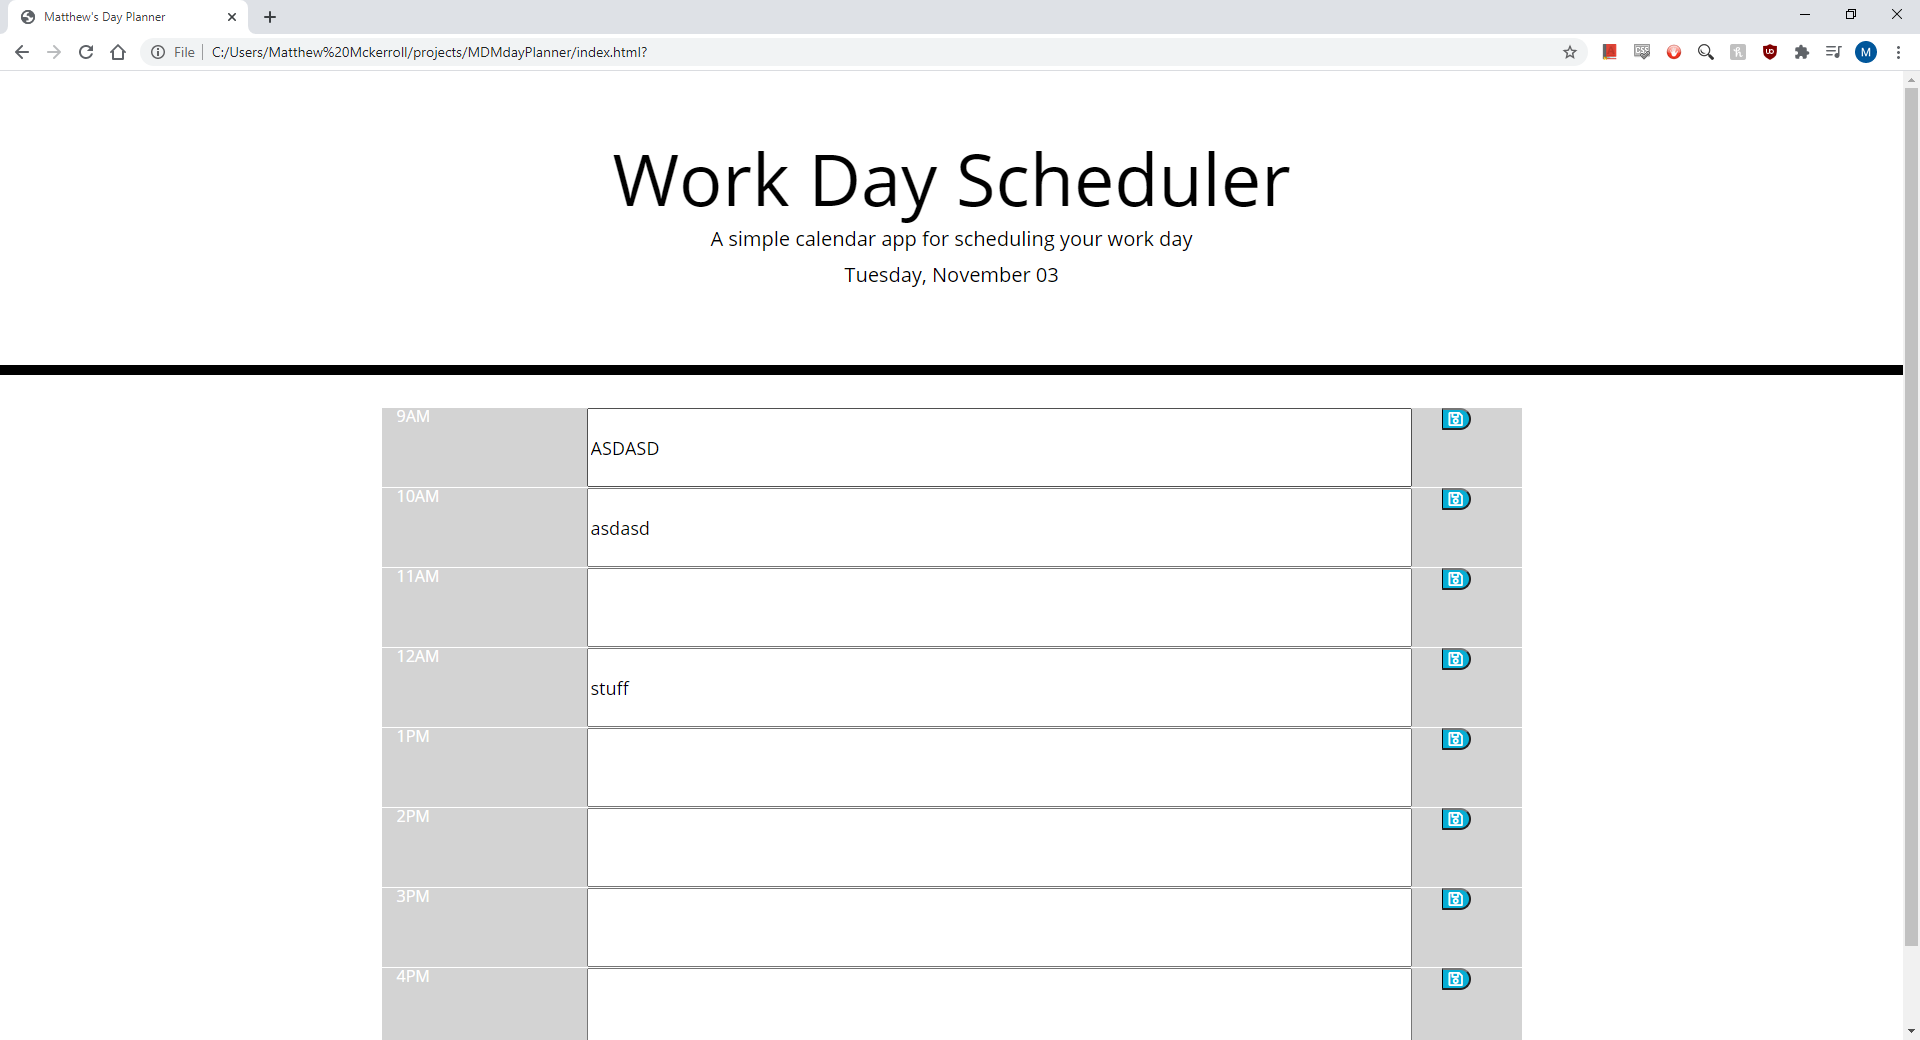 Matthew's Day Planner
File C:/Users/Matthew%20Mckerroll/projects/MDMdayPlanner/index.html?
M
Work Day Scheduler
A simple calendar app for scheduling your work day
Tuesday, November 03
9AM
ASDASD
10AM
asdasd
11AM
12AM
stuff
1PM
2PM
3PM
4PM